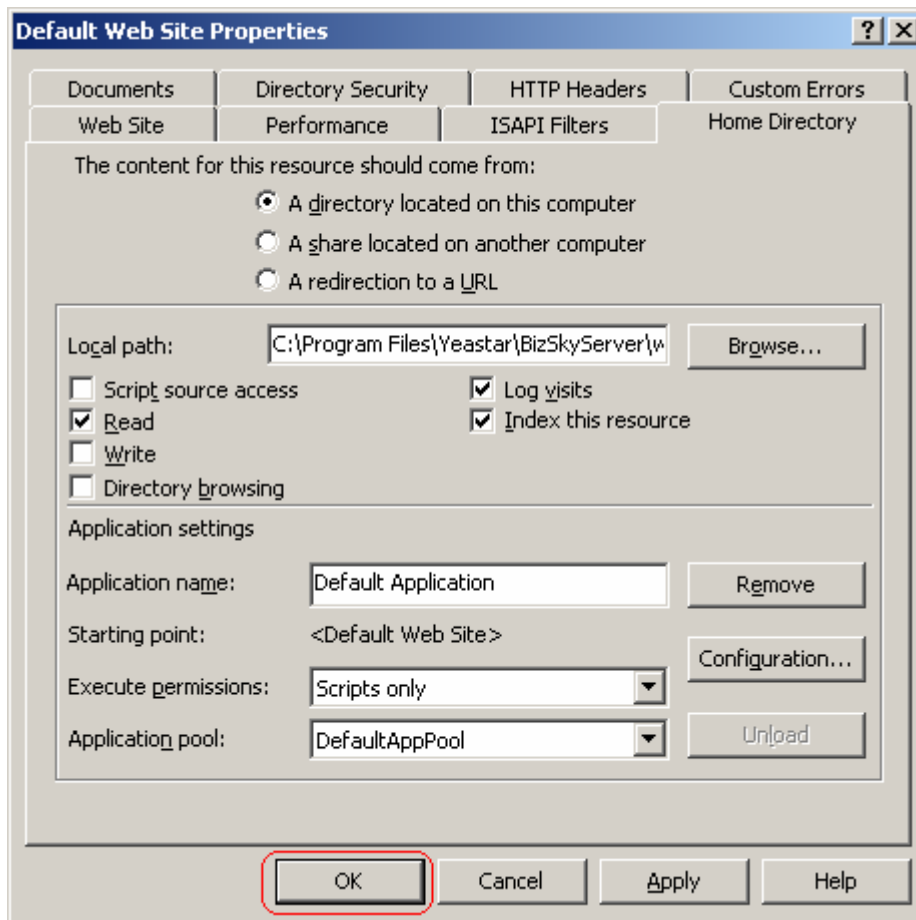 Default Web Site Properties
Documents Directory Security HTTP Headers Custom Errors
Web Site Performance ISAPI Filters Home Directory
The content for this resource should come from:
A directory located on this computer
A share located on another computer
A redirection to a URL
Local path: C:\Program Files\Yeastar\BizSkyServer\w Browse...
Script source access Log visits
Read Index this resource
Write
Directory browsing
Application settings
Application name: Default Application Remove
Starting point: <Default Web Site>
Configuration...
Execute permissions: Scripts only
Application pool: DefaultAppPool Unload
OK Cancel Apply Help